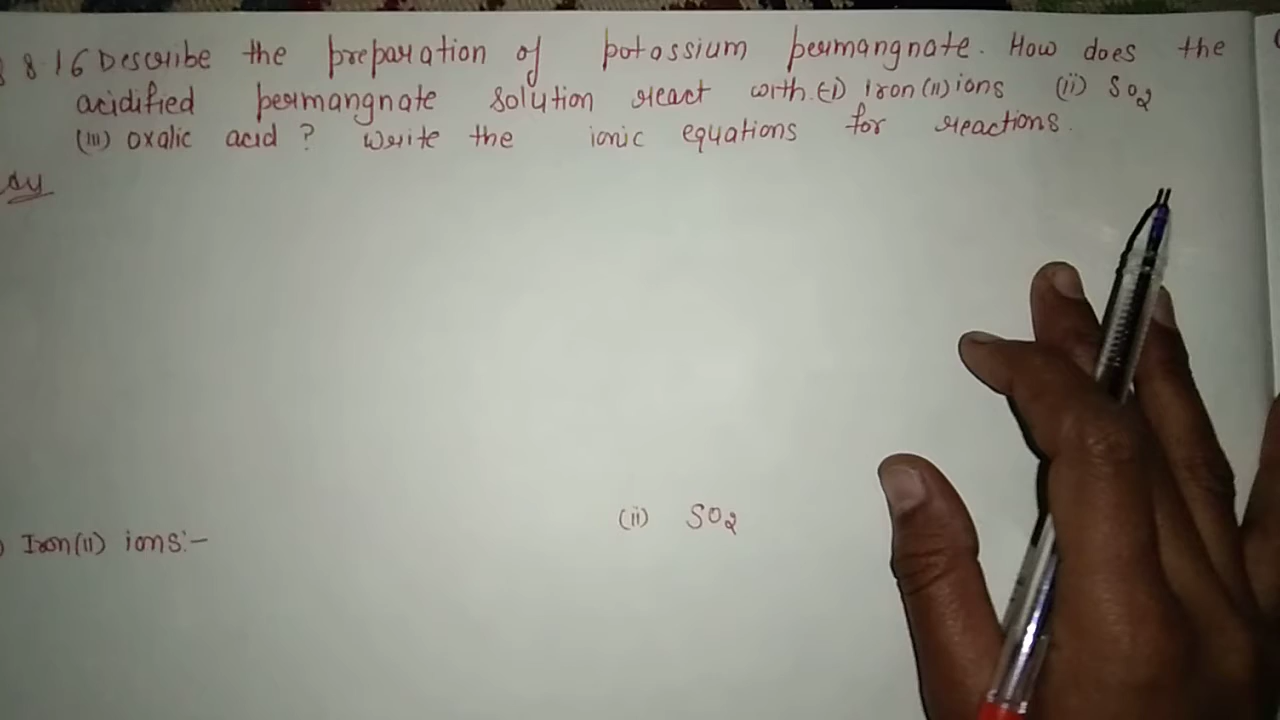 8.16 Describe the preparation of potassium permangnate. How does the
acidified permangnate solution react with. (i) Iron(II) ions (ii) SO2
(III) oxalic acid ? Write the ionic equations for reactions.
) Iron(II) ions:-
(ii) SO2